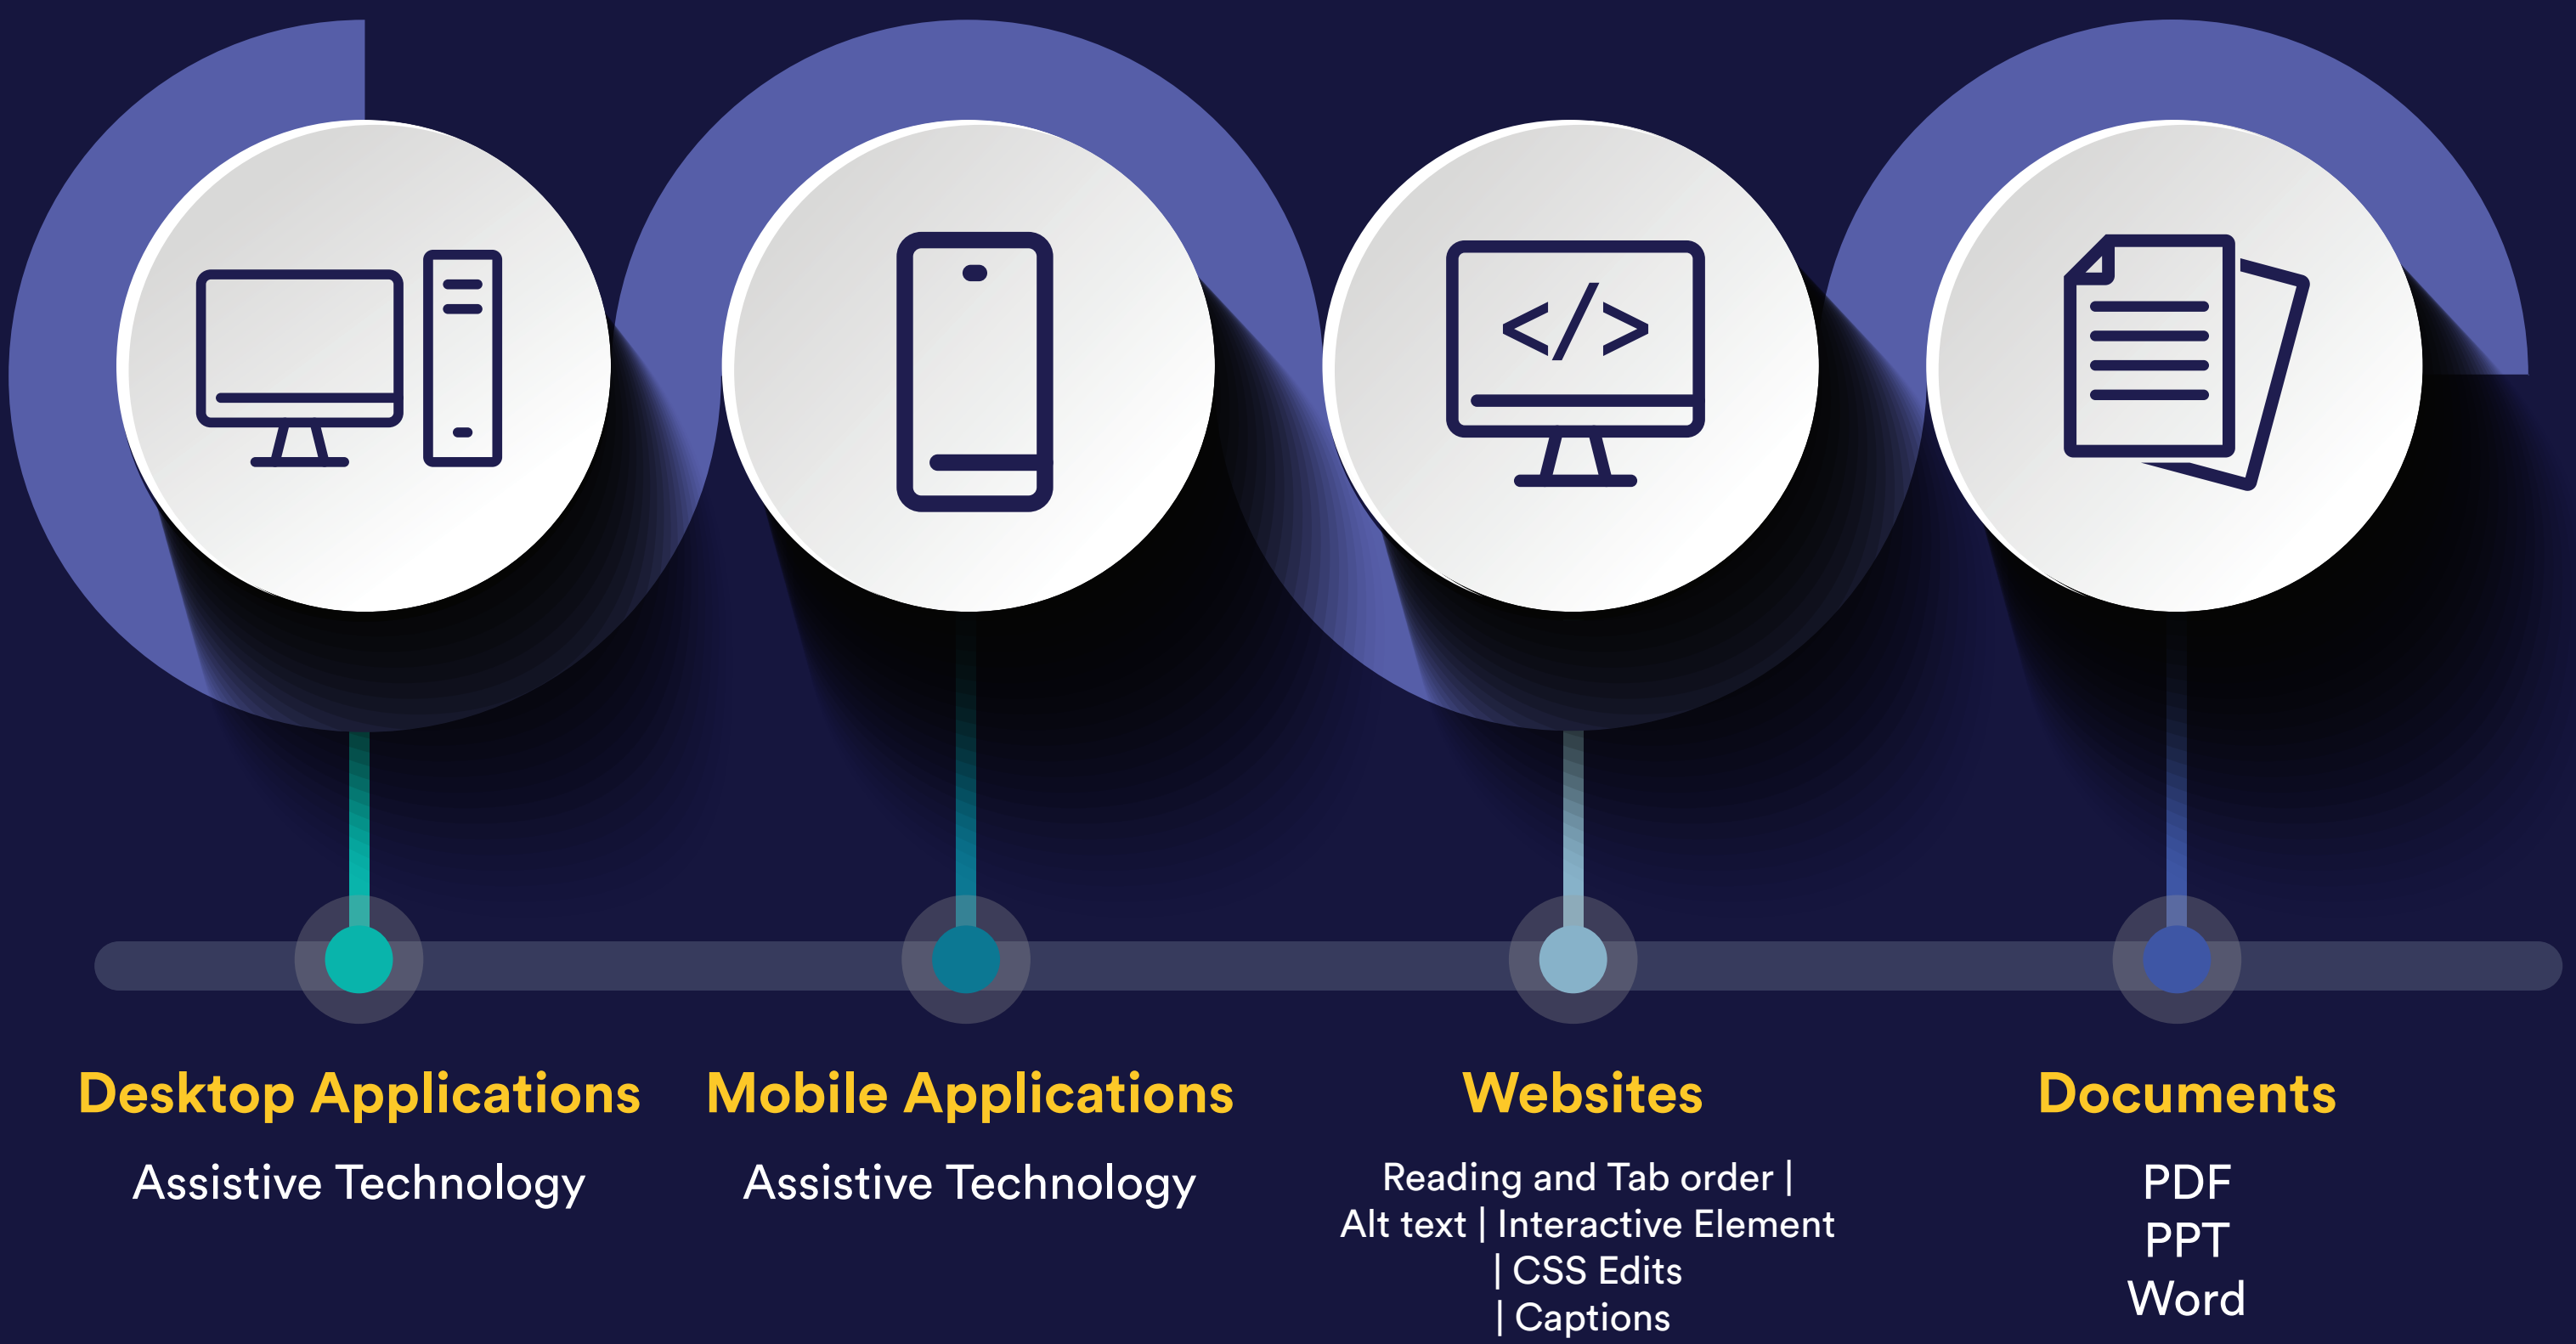 </>
Desktop Applications
Assistive Technology
Mobile Applications
Assistive Technology
Websites
Reading and Tab order |
Alt text | Interactive Element
| CSS Edits
| Captions
Documents
PDF
PPT
Word